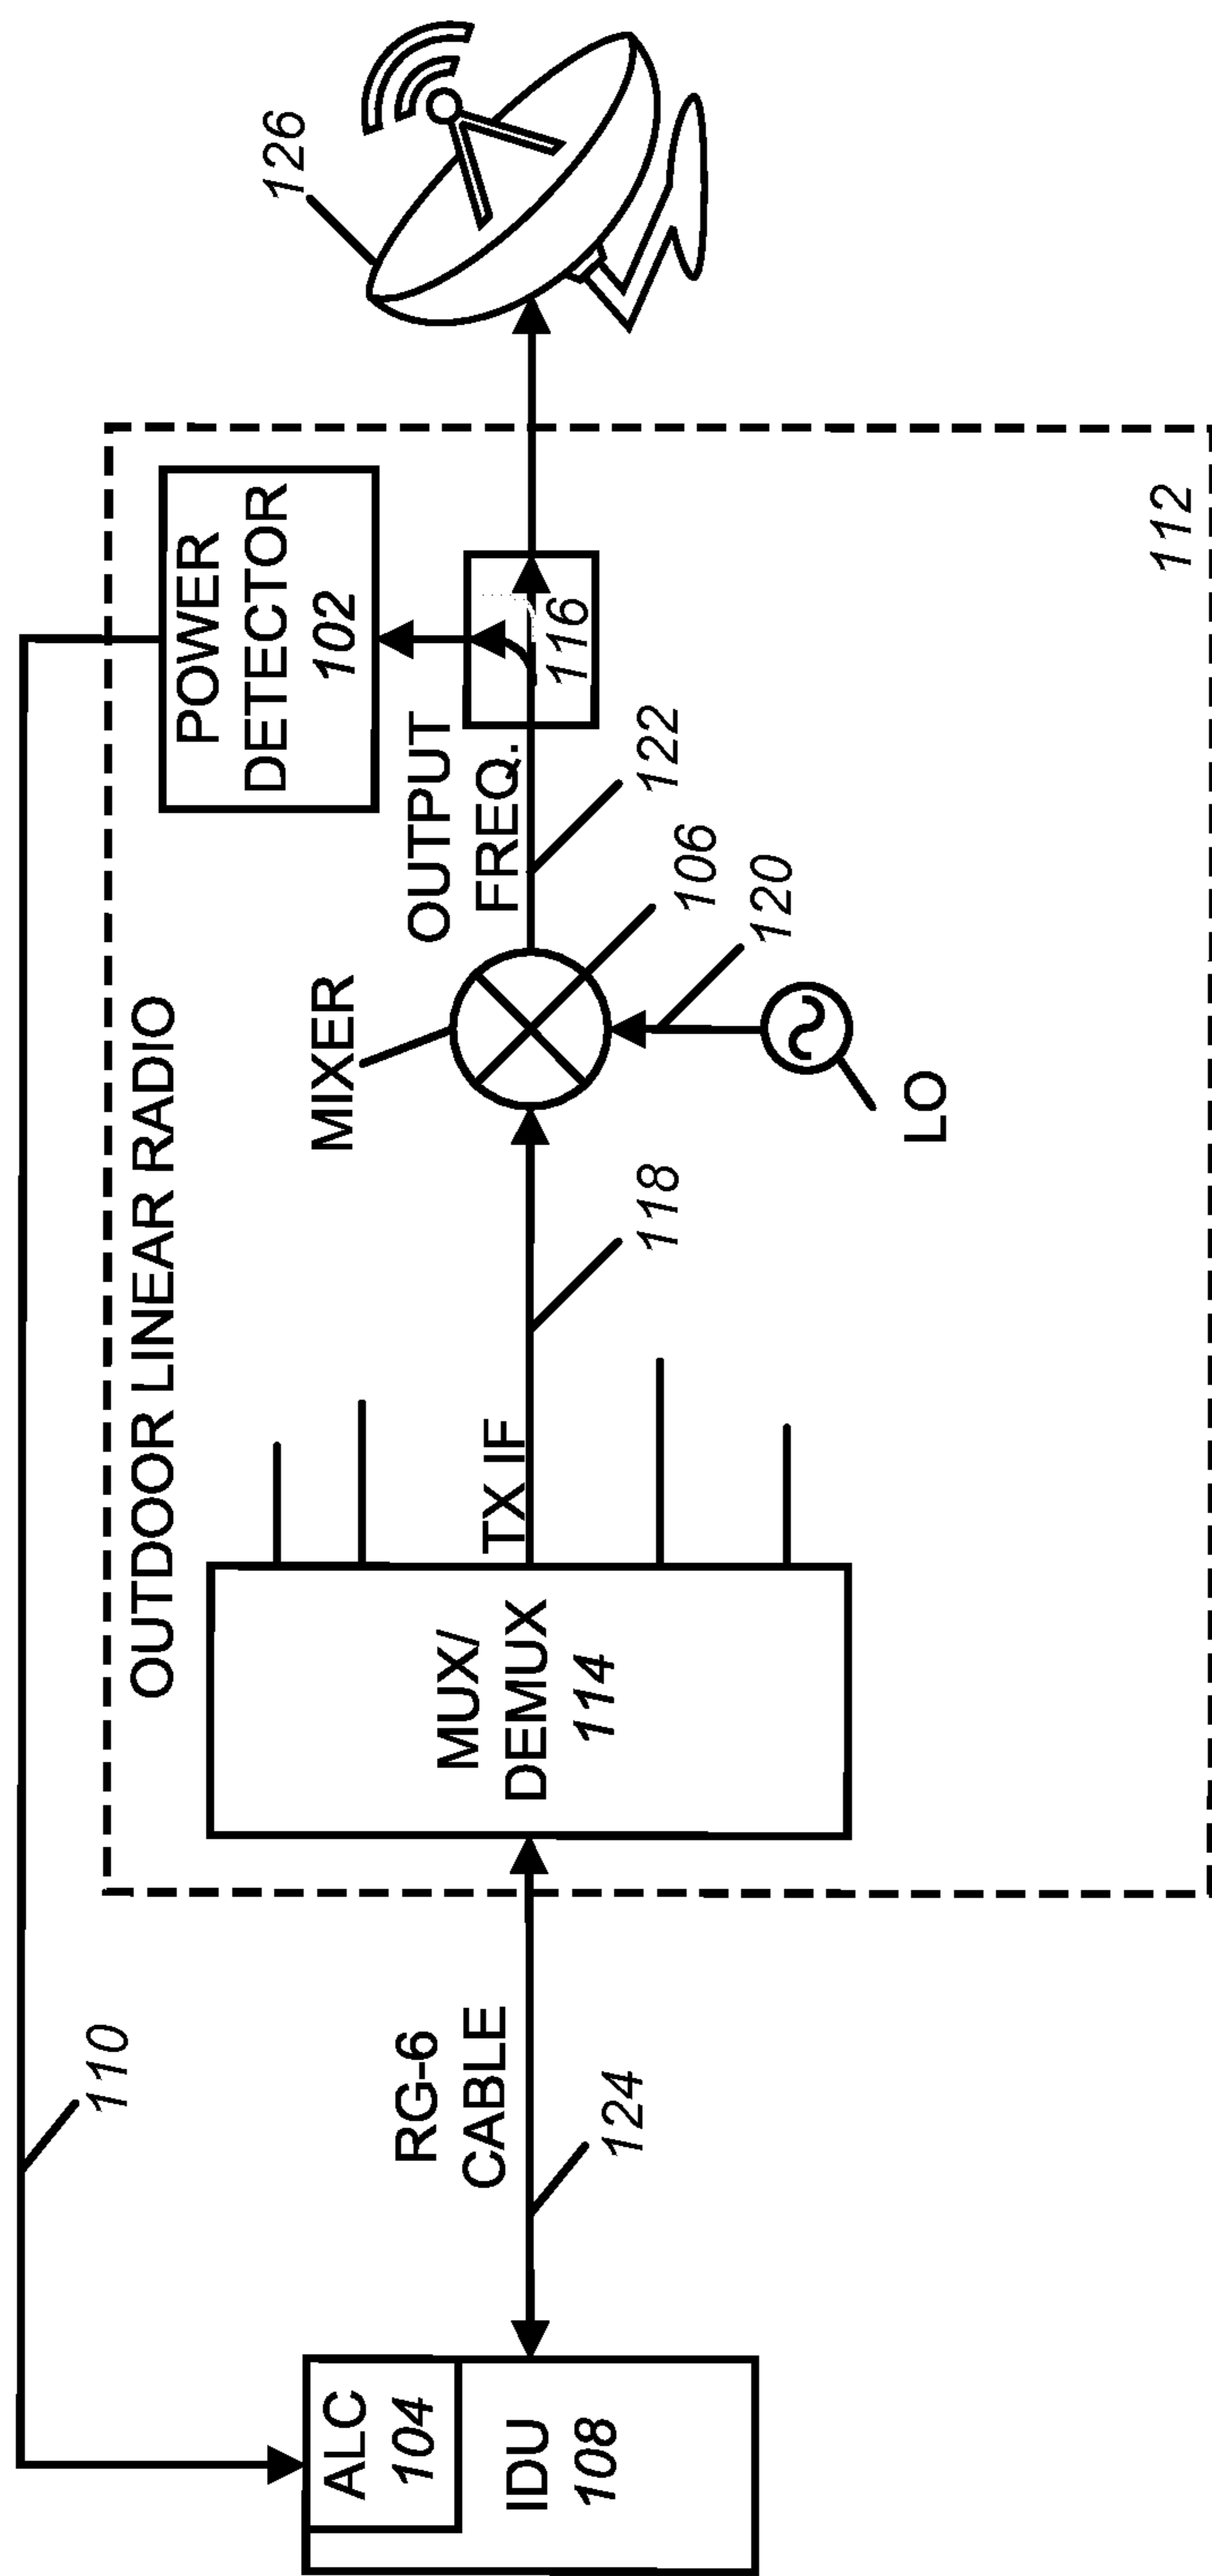 OUTDOOR LINEAR RADIO
110
ALC
104
IDU
108
RG-6
CABLE
124
MUX/
DEMUX
114
TX IF
118
MIXER
106
120
LO
OUTPUT
FREQ.
122
POWER
DETECTOR
102
116
112
126